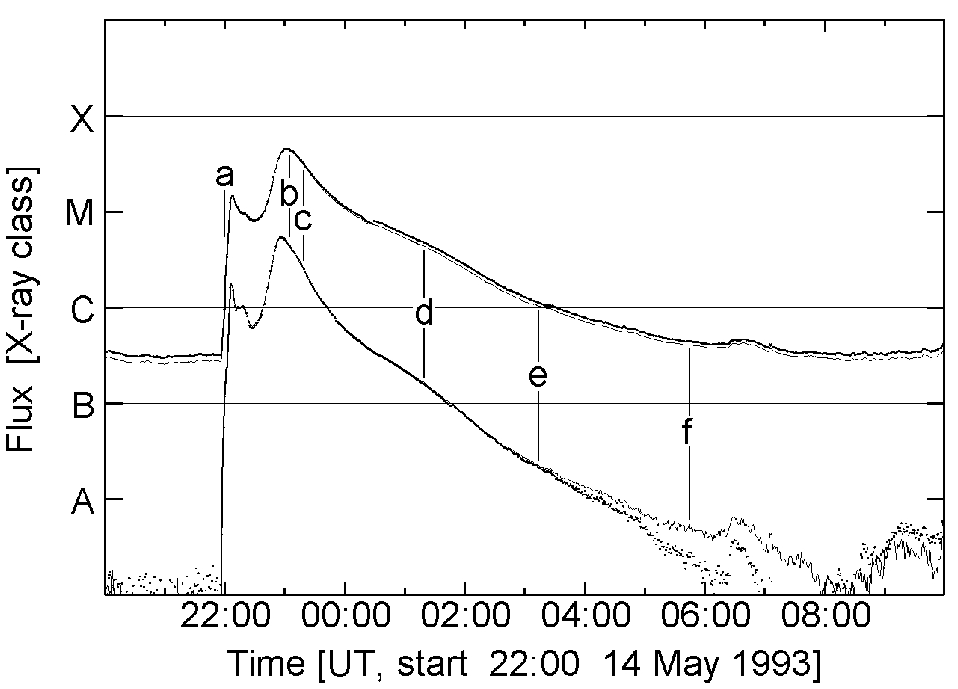 X
M
C
B
A
a
b
c
d
e
f
Flux [X-ray class]
22:00 00:00 02:00 04:00 06:00 08:00
Time [UT, start 22:00 14 May 1993]